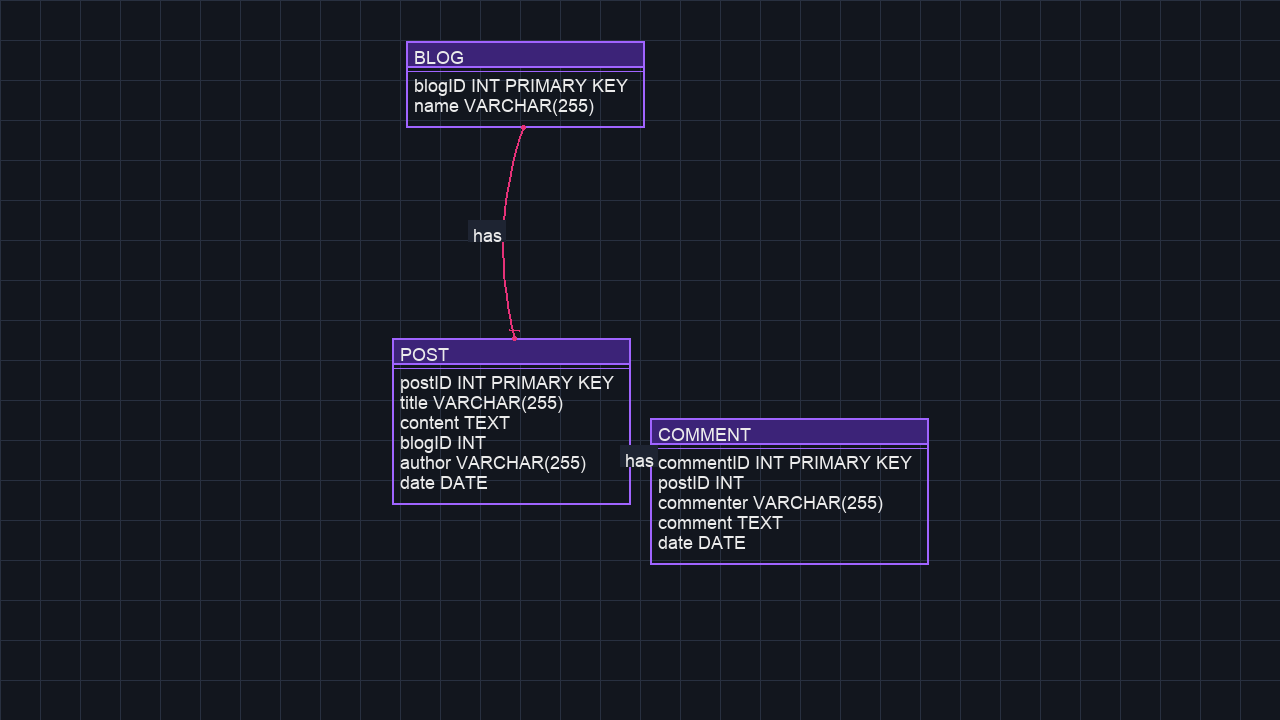 BLOG
blogID INT PRIMARY KEY
name VARCHAR(255)
has
POST
postID INT PRIMARY KEY
title VARCHAR(255)
content TEXT
blogID INT
author VARCHAR(255)
date DATE
has
COMMENT
commentID INT PRIMARY KEY
postID INT
commenter VARCHAR(255)
comment TEXT
date DATE